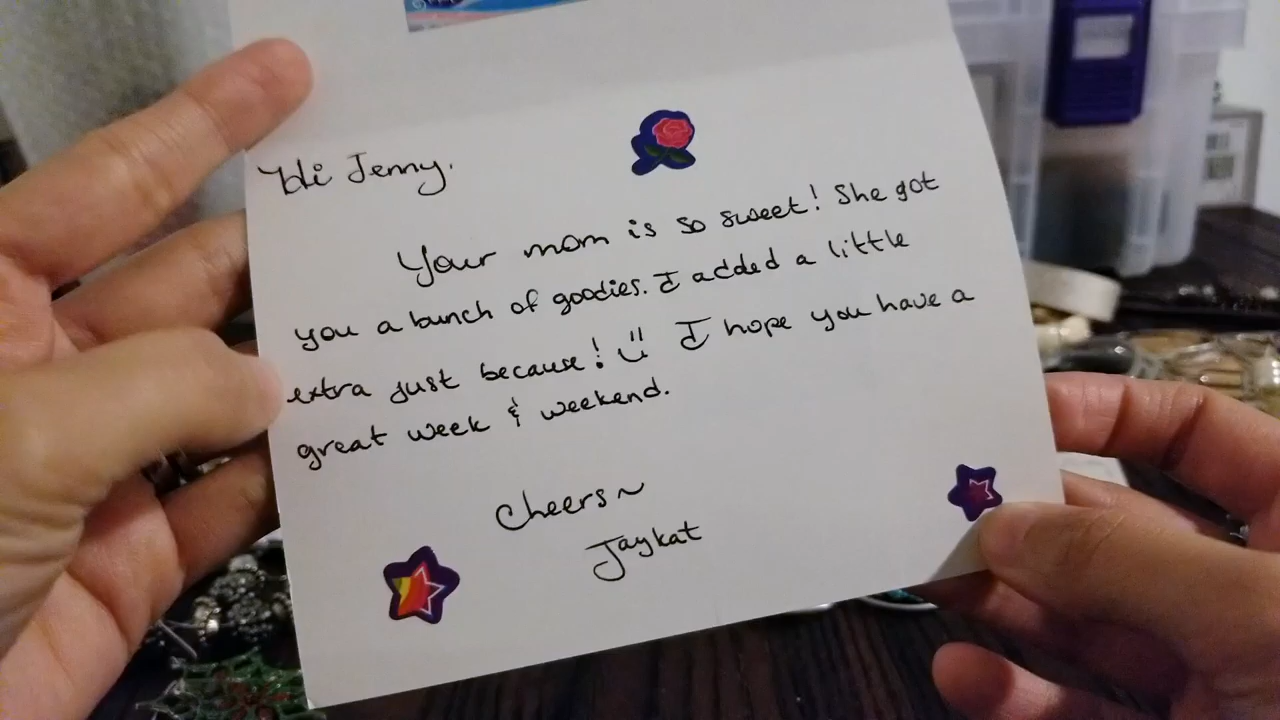 Hi Jenny.
Your mom is so sweet! She got
you a bunch of goodies. I added a little
extra just because! :) I hope you have a
great week & weekend.
Cheers~
Jaykat